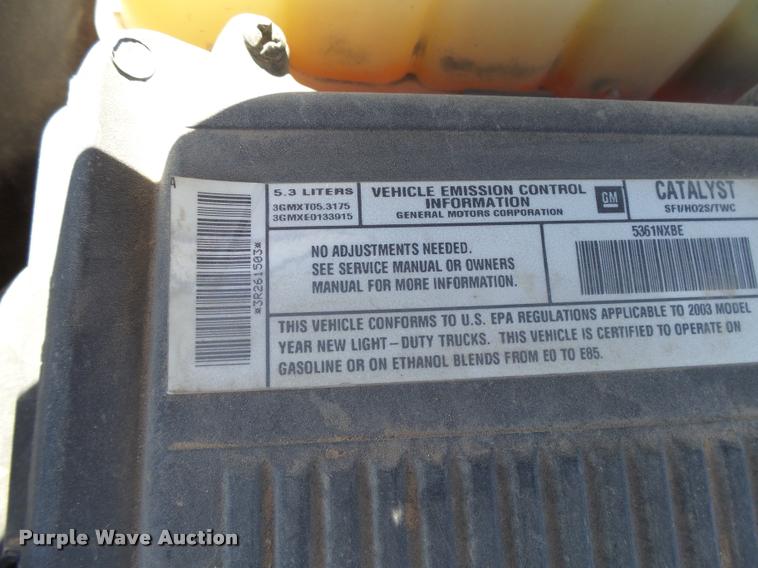 A
*3R261503*
5.3 LITERS
3GMXT05.3175
3GMXE0133915
VEHICLE EMISSION CONTROL
INFORMATION
GENERAL MOTORS CORPORATION
GM
CATALYST
SFI/HO2S/TWC
NO ADJUSTMENTS NEEDED.
SEE SERVICE MANUAL OR OWNERS
MANUAL FOR MORE INFORMATION.
5361NXBE
THIS VEHICLE CONFORMS TO U.S. EPA REGULATIONS APPLICABLE TO 2003 MODEL
YEAR NEW LIGHT-DUTY TRUCKS. THIS VEHICLE IS CERTIFIED TO OPERATE ON
GASOLINE OR ON ETHANOL BLENDS FROM E0 TO E85.
Purple Wave Auction